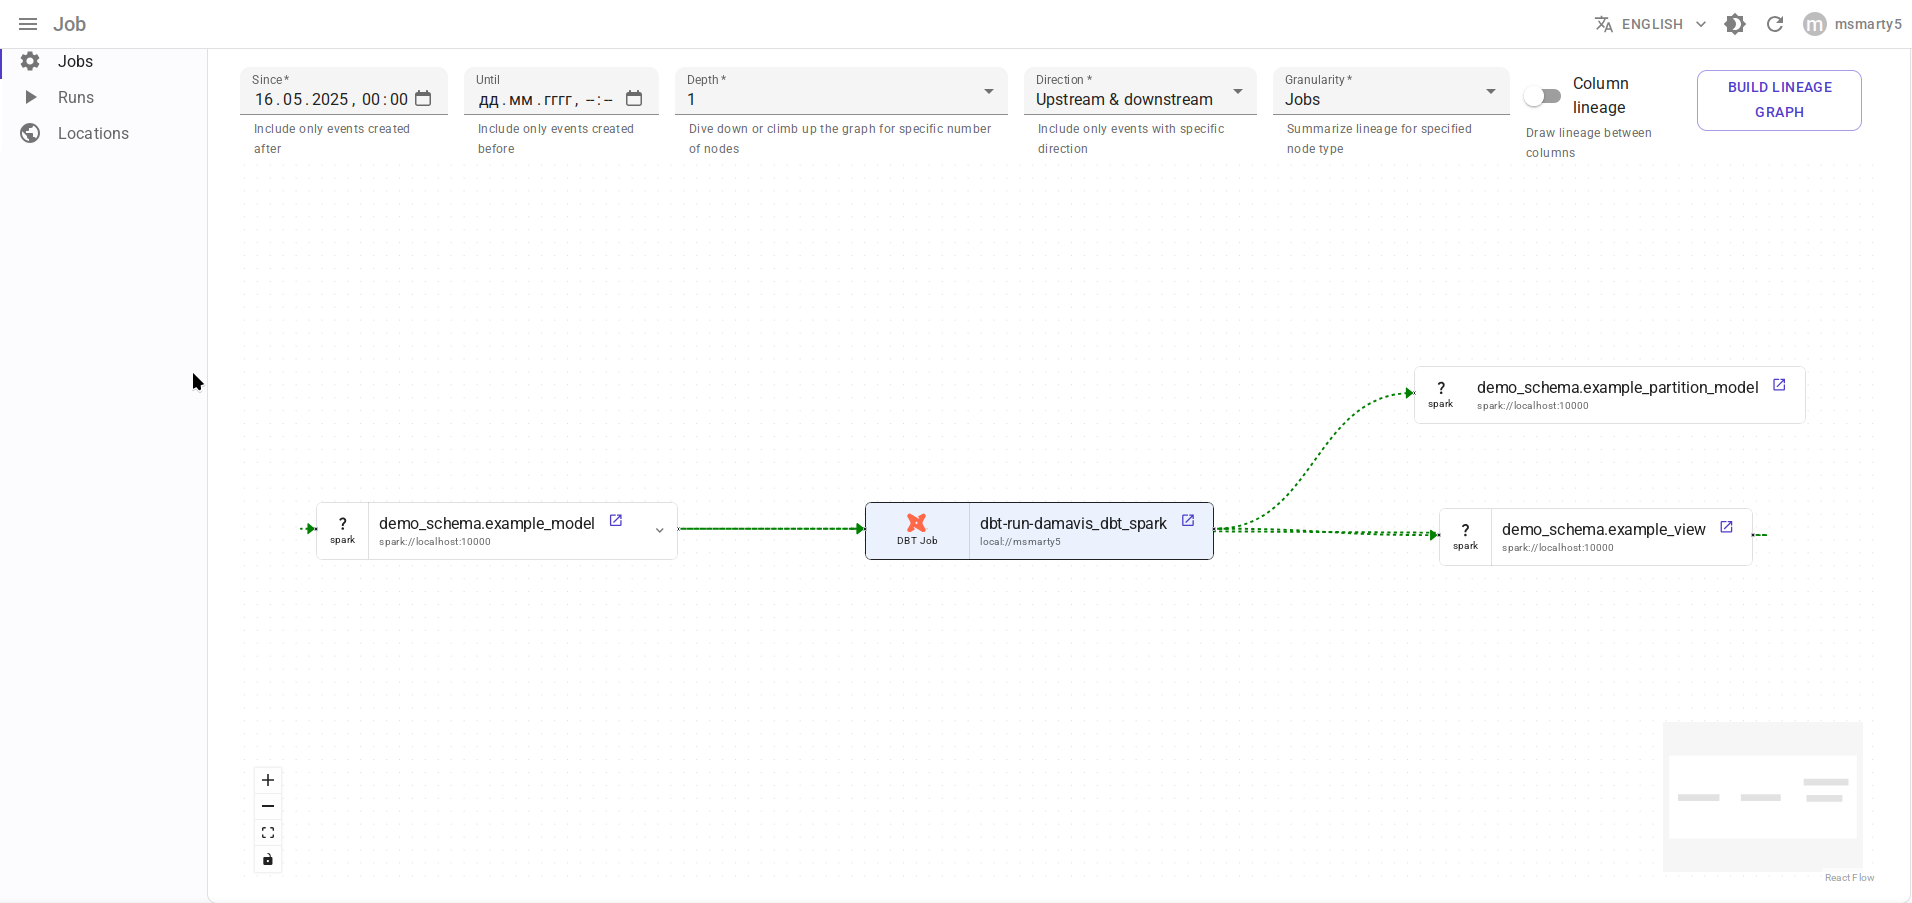 Job
ENGLISH
m
msmarty5
Jobs
Runs
Locations
Since *
16.05.2025, 00:00
Include only events created
after
Until
дд.мм.гггг, --:--
Include only events created
before
Depth *
1
Dive down or climb up the graph for specific number
of nodes
Direction *
Upstream & downstream
Include only events with specific
direction
Granularity *
Jobs
Summarize lineage for specified
node type
Column
lineage
Draw lineage between
columns
BUILD LINEAGE
GRAPH
?
spark
demo_schema.example_partition_model
spark://localhost:10000
?
spark
demo_schema.example_model
spark://localhost:10000
DBT Job
dbt-run-damavis_dbt_spark
local://msmarty5
?
spark
demo_schema.example_view
spark://localhost:10000
React Flow